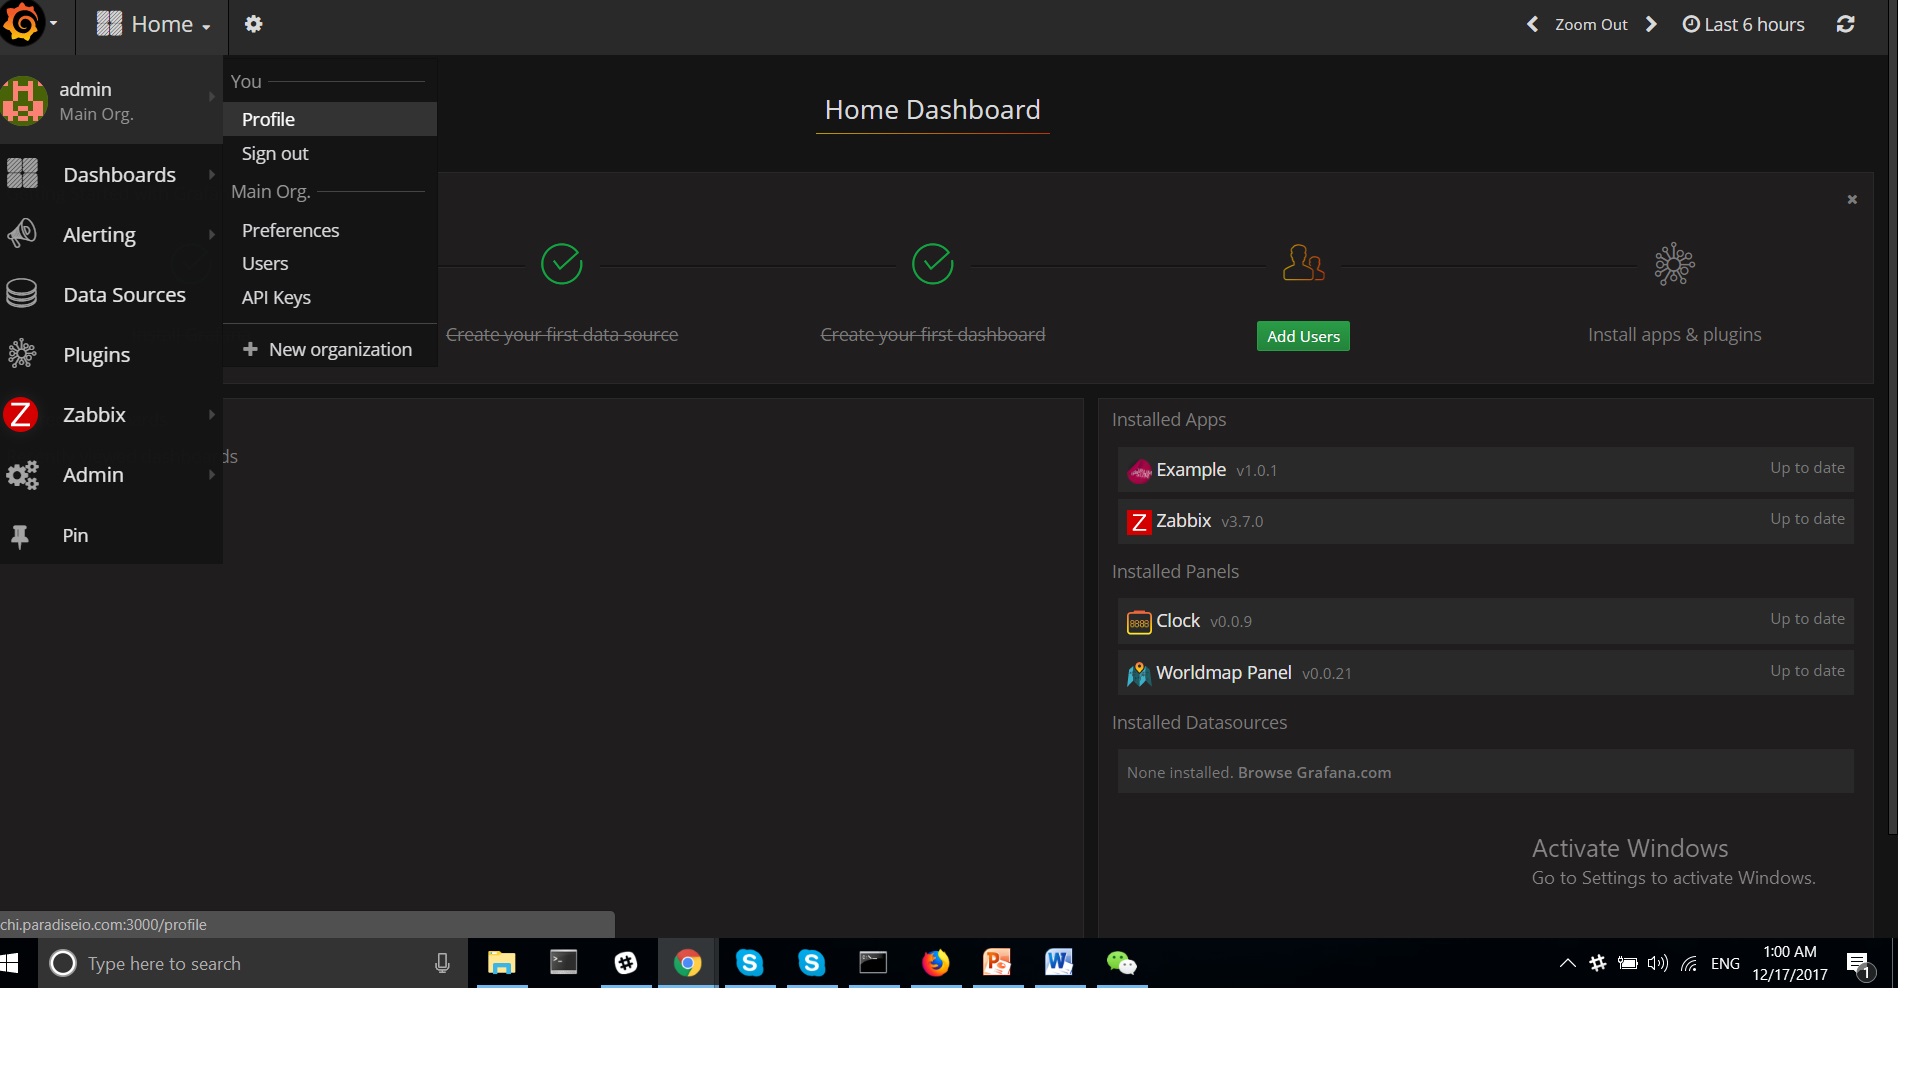 Home
Zoom Out
Last 6 hours
admin
Main Org.
You
Profile
Sign out
Main Org.
Preferences
Users
API Keys
New organization
Dashboards
Alerting
Data Sources
Plugins
Zabbix
Admin
Pin
Home Dashboard
Create your first data source
Create your first dashboard
Add Users
Install apps & plugins
ds
Installed Apps
Example v1.0.1
Up to date
Zabbix v3.7.0
Up to date
Installed Panels
Clock v0.0.9
Up to date
Worldmap Panel v0.0.21
Up to date
Installed Datasources
None installed. Browse Grafana.com
Activate Windows
Go to Settings to activate Windows.
chi.paradiseio.com:3000/profile
Type here to search
ENG
1:00 AM
12/17/2017
1